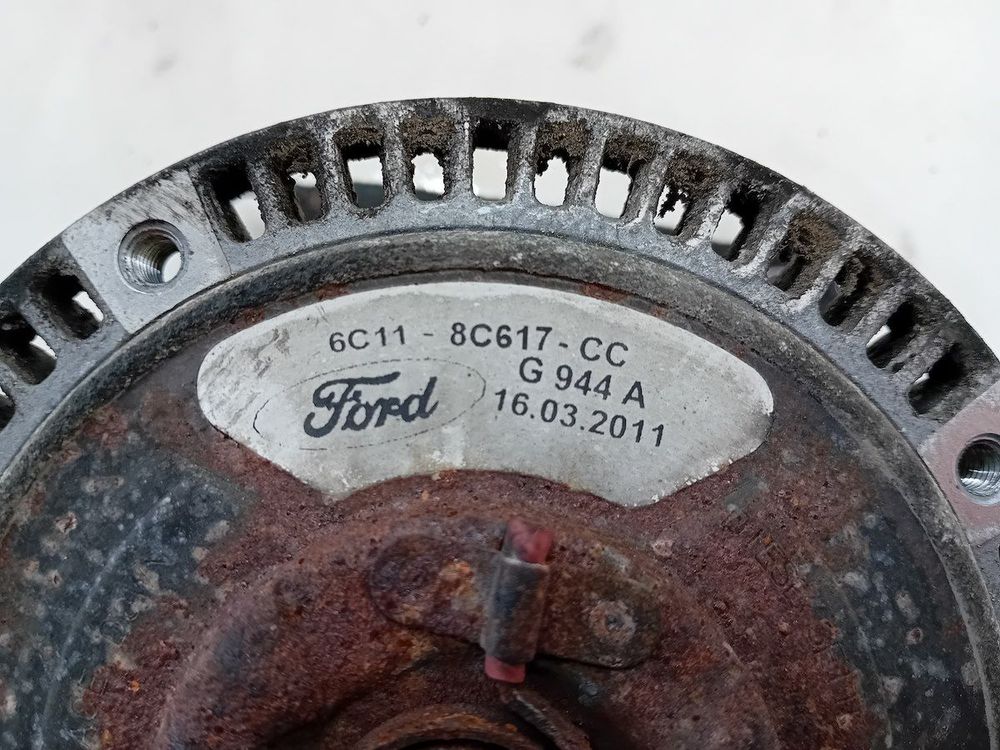 6C11 - 8C617 - CC
G 944 A
Ford
16.03.2011